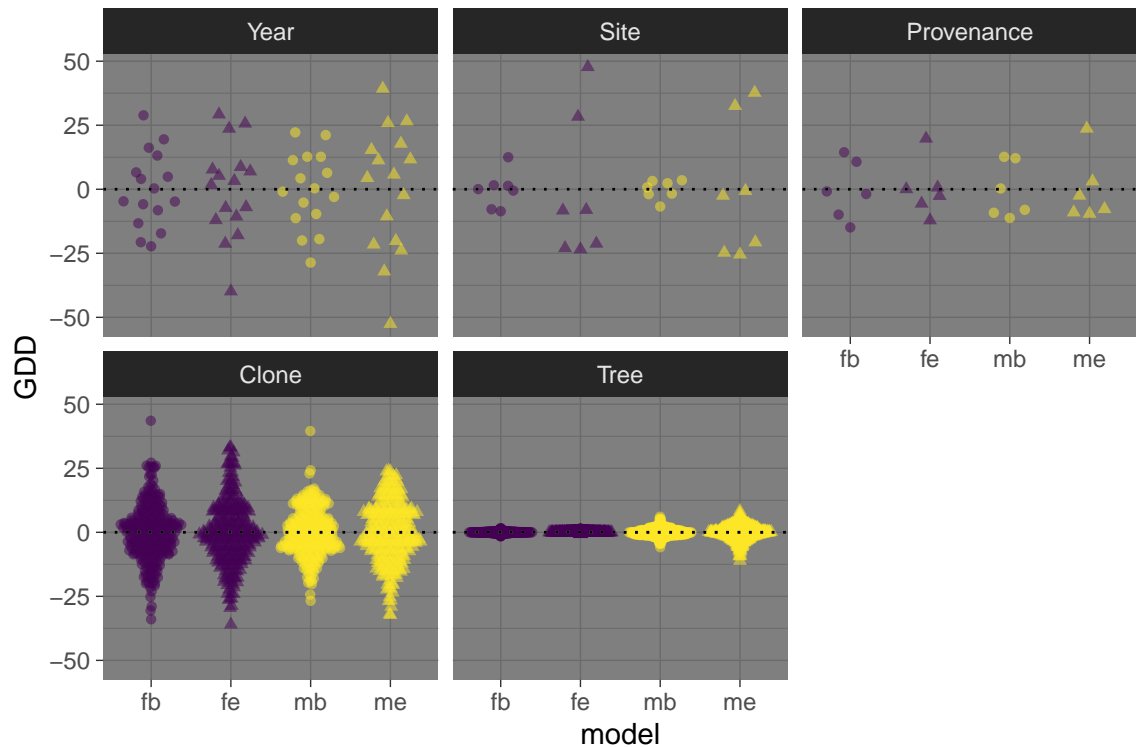 Year Site Provenance
50
25
0
−25
−50
fb fe mb me
GDD
Clone Tree
50
25
0
−25
−50
fb fe mb me fb fe mb me
model